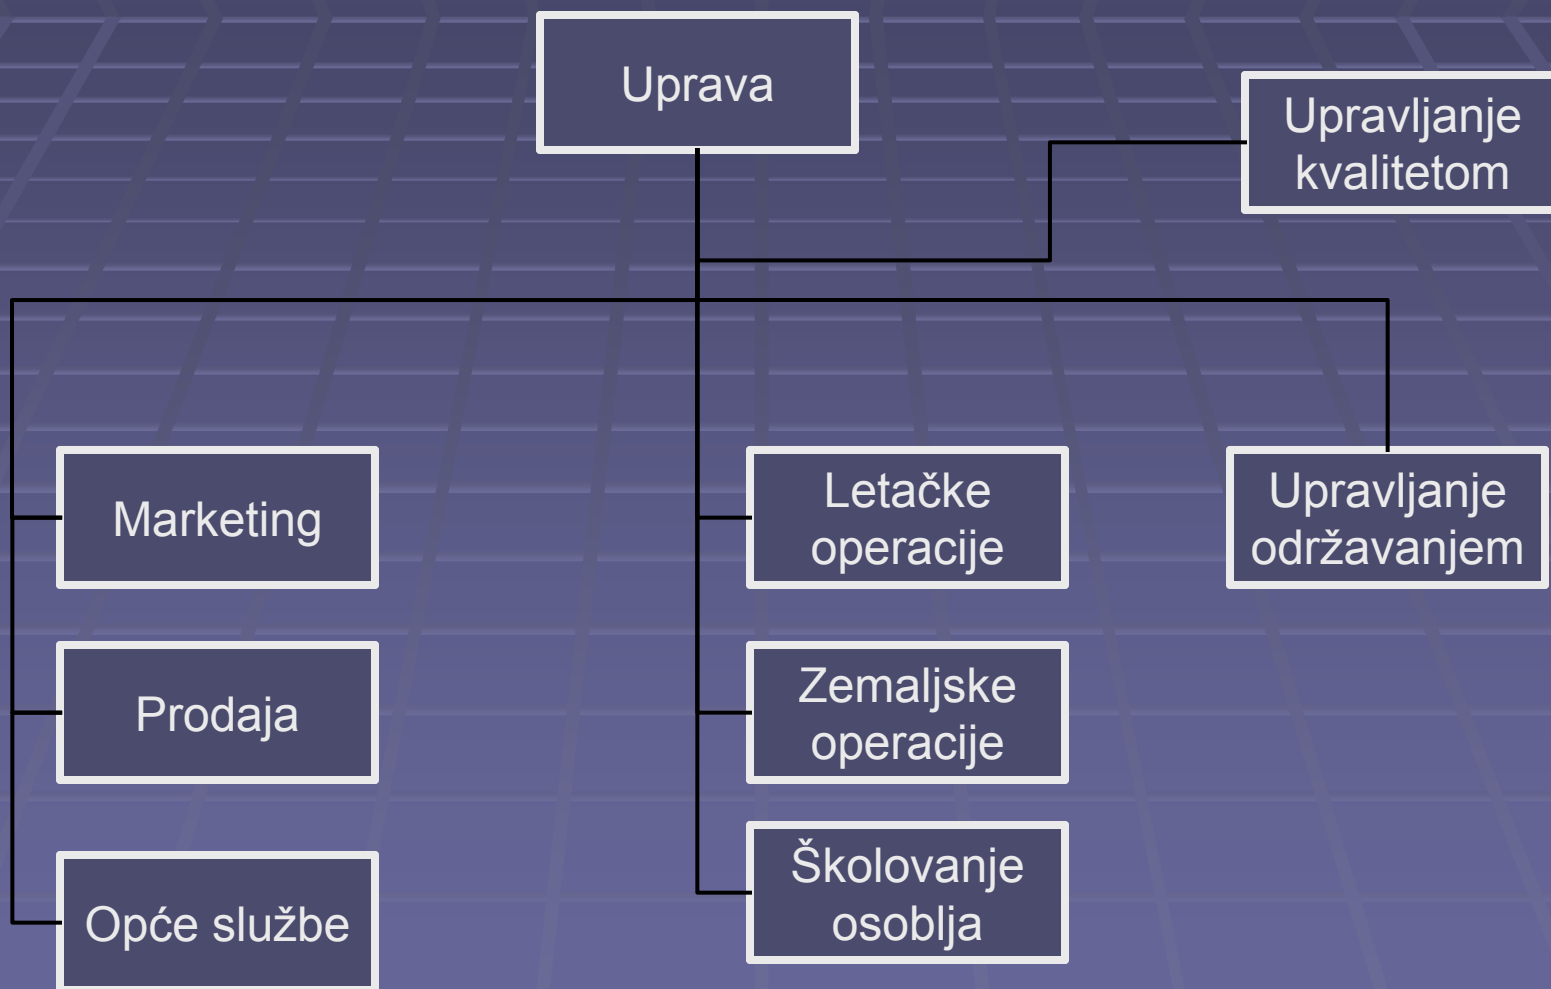 Uprava
Upravljanje
kvalitetom
Marketing
Letačke
operacije
Upravljanje
održavanjem
Prodaja
Zemaljske
operacije
Opće službe
Školovanje
osoblja